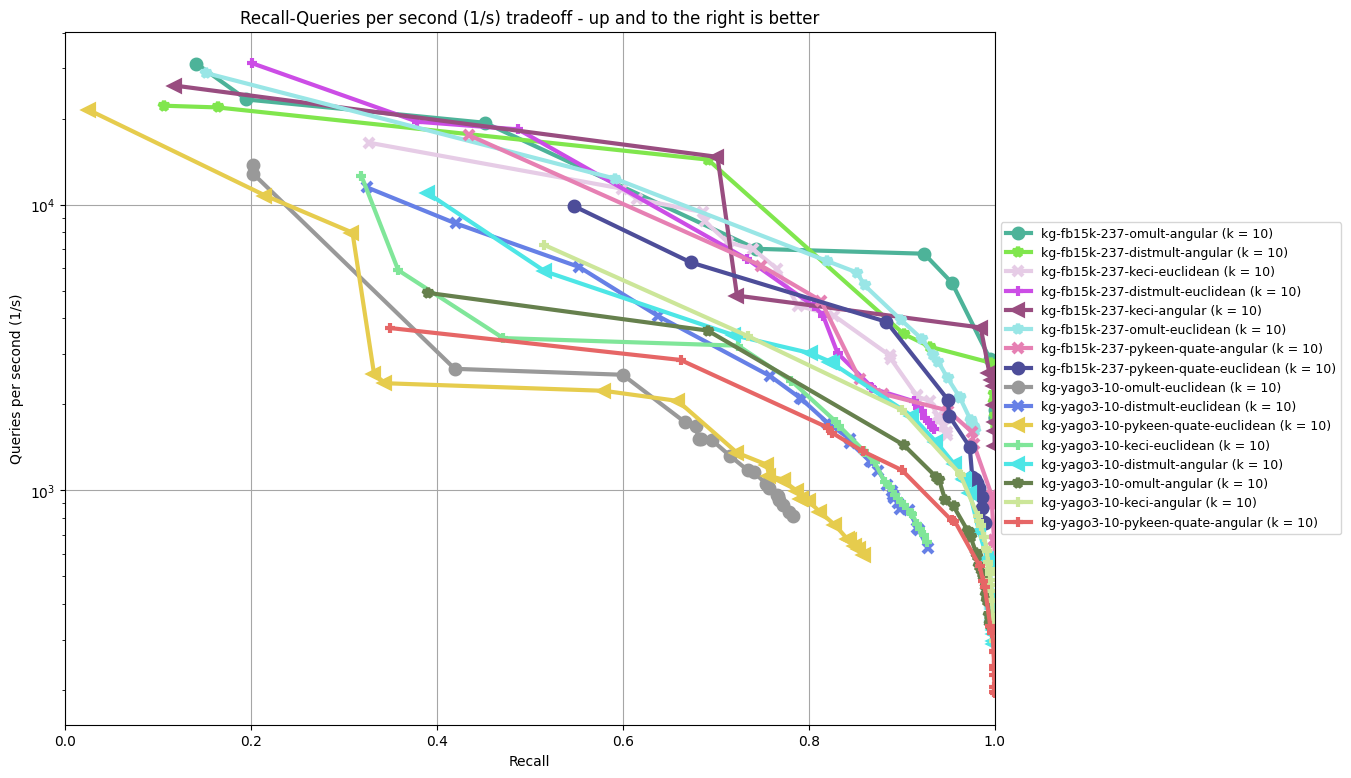 Recall-Queries per second (1/s) tradeoff - up and to the right is better
Queries per second (1/s)
10⁴
10³
0.0
0.2
0.4
0.6
0.8
1.0
Recall
kg-fb15k-237-omult-angular (k = 10)
kg-fb15k-237-distmult-angular (k = 10)
kg-fb15k-237-keci-euclidean (k = 10)
kg-fb15k-237-distmult-euclidean (k = 10)
kg-fb15k-237-keci-angular (k = 10)
kg-fb15k-237-omult-euclidean (k = 10)
kg-fb15k-237-pykeen-quate-angular (k = 10)
kg-fb15k-237-pykeen-quate-euclidean (k = 10)
kg-yago3-10-omult-euclidean (k = 10)
kg-yago3-10-distmult-euclidean (k = 10)
kg-yago3-10-pykeen-quate-euclidean (k = 10)
kg-yago3-10-keci-euclidean (k = 10)
kg-yago3-10-distmult-angular (k = 10)
kg-yago3-10-omult-angular (k = 10)
kg-yago3-10-keci-angular (k = 10)
kg-yago3-10-pykeen-quate-angular (k = 10)